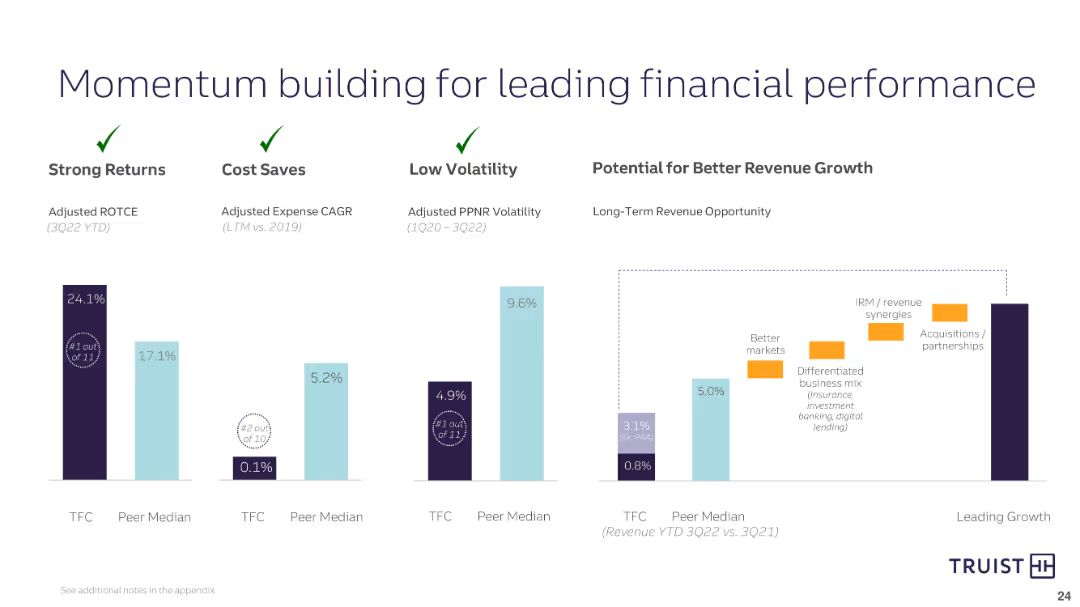 Momentum building for leading financial performance
Strong Returns
Adjusted ROTCE
(3Q22 YTD)
24.1%
#1 out
of 11
17.1%
TFC
Peer Median
Cost Saves
Adjusted Expense CAGR
(LTM vs. 2019)
#2 out
of 10
0.1%
5.2%
TFC
Peer Median
Low Volatility
Adjusted PPNR Volatility
(1Q20 – 3Q22)
4.9%
#1 out
of 11
9.6%
TFC
Peer Median
Potential for Better Revenue Growth
Long-Term Revenue Opportunity
3.1%
0.8%
5.0%
Better
markets
Differentiated
business mix
(Insurance,
investment
banking, digital
lending)
IRM / revenue
synergies
Acquisitions /
partnerships
TFC
Peer Median
(Revenue YTD 3Q22 vs. 3Q21)
Leading Growth
TRUIST
See additional notes in the appendix
24